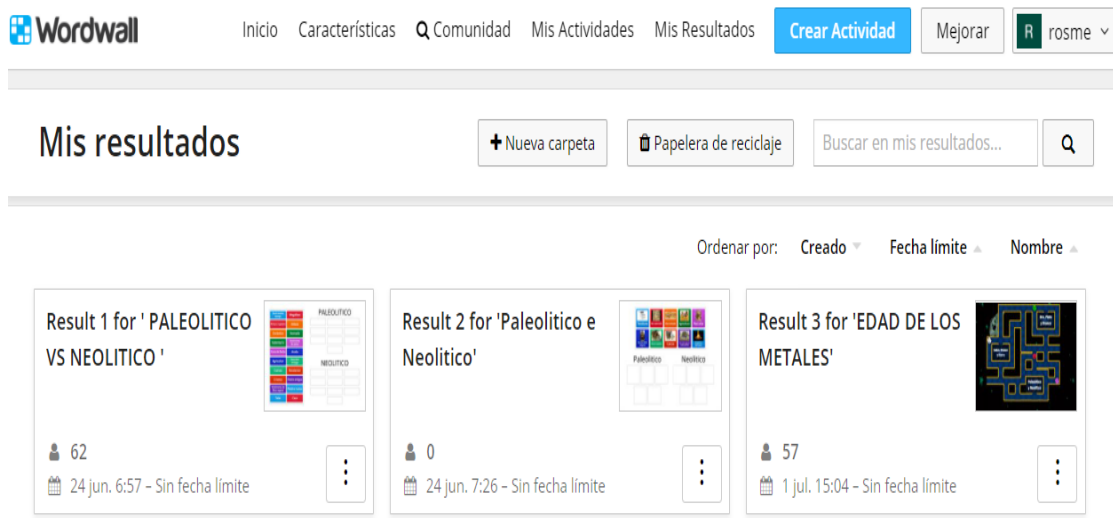 Wordwall
Inicio Características Comunidad Mis Actividades Mis Resultados Crear Actividad Mejorar R rosme
Mis resultados
Nueva carpeta Papelera de reciclaje Buscar en mis resultados...
Ordenar por: Creado Fecha límite Nombre
Result 1 for ' PALEOLITICO
VS NEOLITICO '
PALEOLITICO
NEOLITICO
62
24 jun. 6:57 – Sin fecha límite
Result 2 for 'Paleolitico e
Neolitico'
Paleolitico Neolitico
0
24 jun. 7:26 – Sin fecha límite
Result 3 for 'EDAD DE LOS
METALES'
57
1 jul. 15:04 – Sin fecha límite